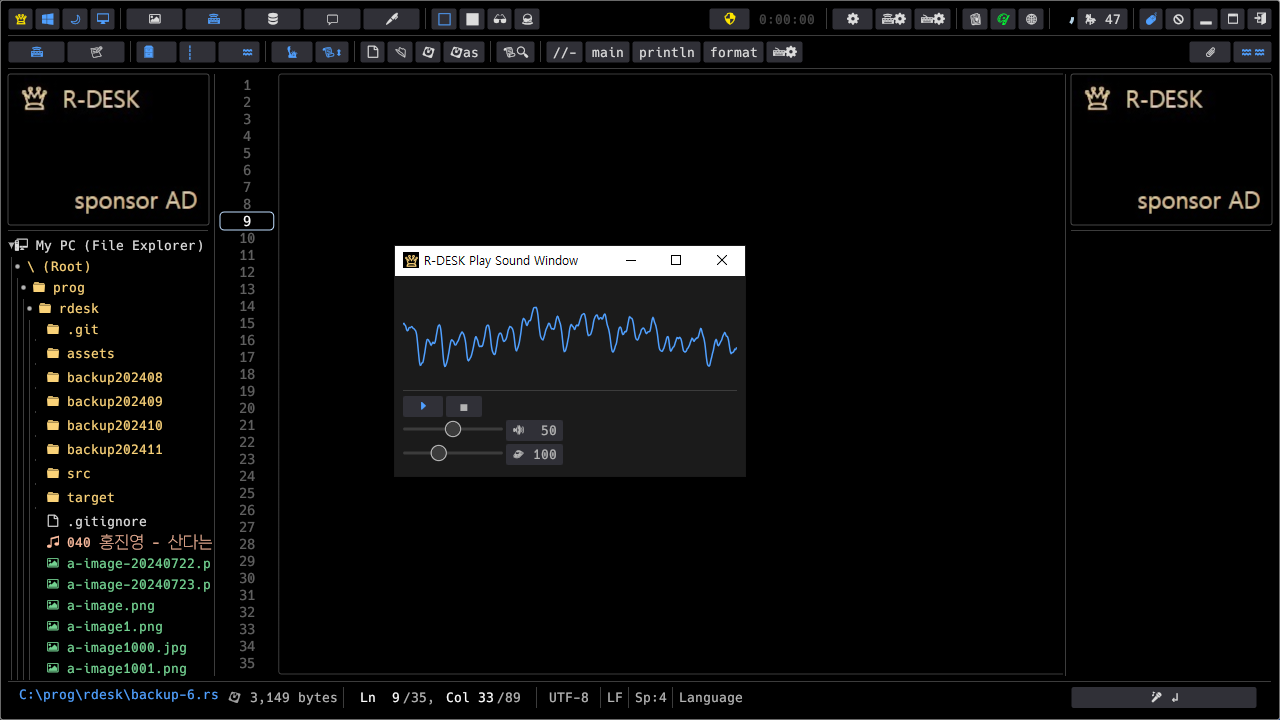 0:00:00
47
as
//-
main
println
format
R-DESK
sponsor AD
My PC (File Explorer)
\ (Root)
prog
rdesk
.git
assets
backup202408
backup202409
backup202410
backup202411
src
target
.gitignore
040 홍진영 - 산다는
a-image-20240722.p
a-image-20240723.p
a-image.png
a-image1.png
a-image1000.jpg
a-image1001.png
1
2
3
4
5
6
7
8
9
10
11
12
13
14
15
16
17
18
19
20
21
22
23
24
25
26
27
28
29
30
31
32
33
34
35
R-DESK Play Sound Window
50
100
R-DESK
sponsor AD
C:\prog\rdesk\backup-6.rs
3,149 bytes
Ln 9/35, Col 33/89
UTF-8
LF
Sp:4
Language